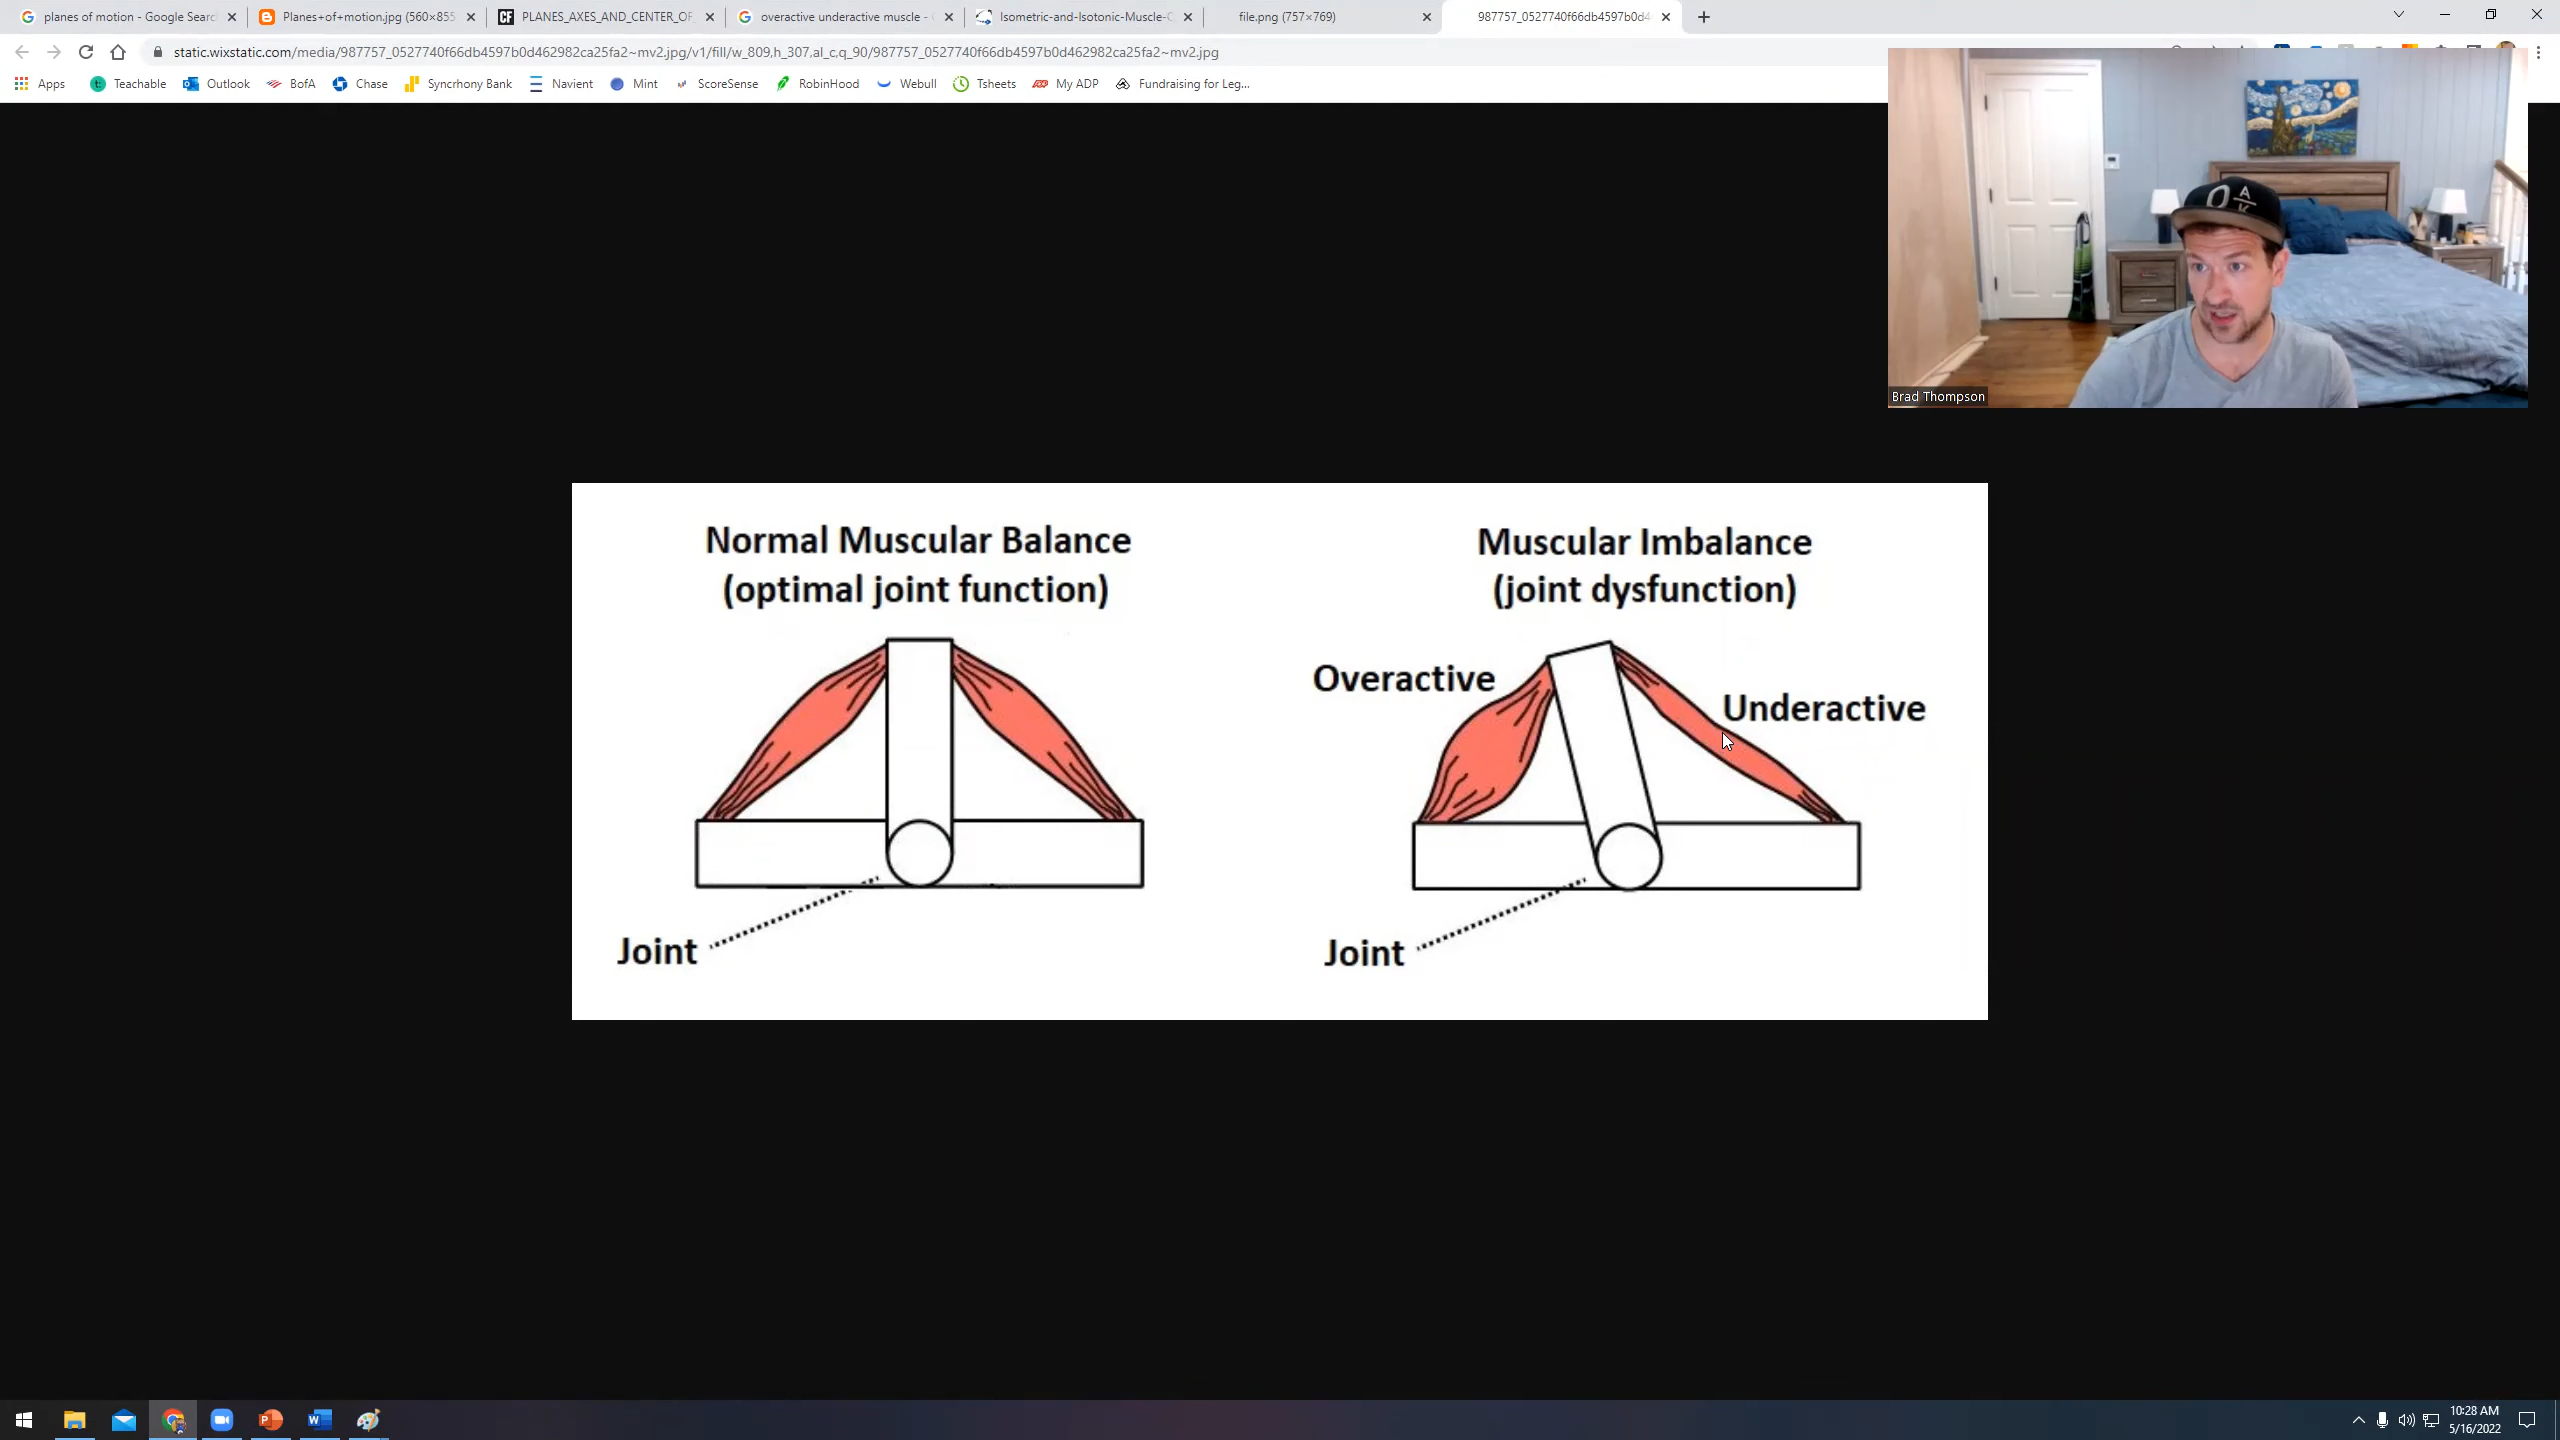 planes of motion - Google Searc
Planes+of+motion.jpg (560×855
PLANES_AXES_AND_CENTER_OF_
overactive underactive muscle -
Isometric-and-Isotonic-Muscle-C
file.png (757×769)
987757_0527740f66db4597b0d4
static.wixstatic.com/media/987757_0527740f66db4597b0d462982ca25fa2~mv2.jpg/v1/fill/w_809,h_307,al_c,q_90/987757_0527740f66db4597b0d462982ca25fa2~mv2.jpg
Apps
Teachable
Outlook
BofA
Chase
Syncrhony Bank
Navient
Mint
ScoreSense
RobinHood
Webull
Tsheets
My ADP
Fundraising for Leg...
Brad Thompson
Normal Muscular Balance
(optimal joint function)
Joint
Muscular Imbalance
(joint dysfunction)
Overactive
Underactive
Joint
10:28 AM
5/16/2022